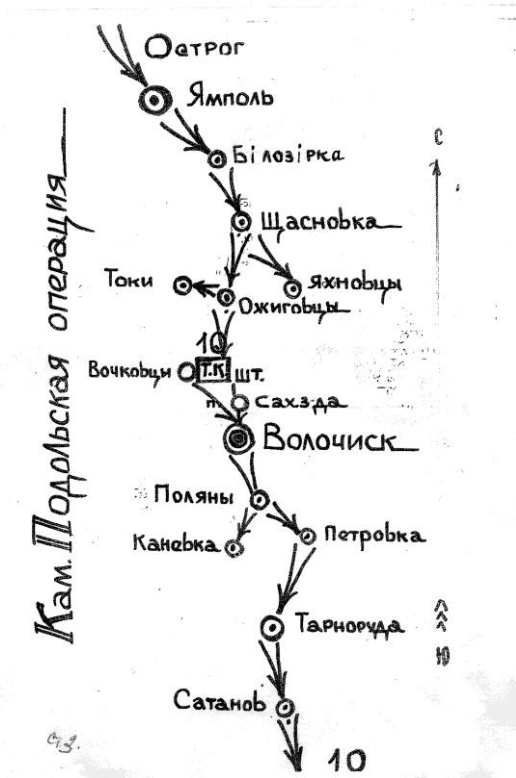 Острог
Ямполь
Білозірка
С
Щасновка
Токи
Яхновцы
Ожиговцы
10
Вочковцы
Т.К. шт.
п. Сахз-да
Волочиск
Поляны
Каневка
Петровка
Тарноруда
Ю
Сатанов
10
Кам. Подольская операция